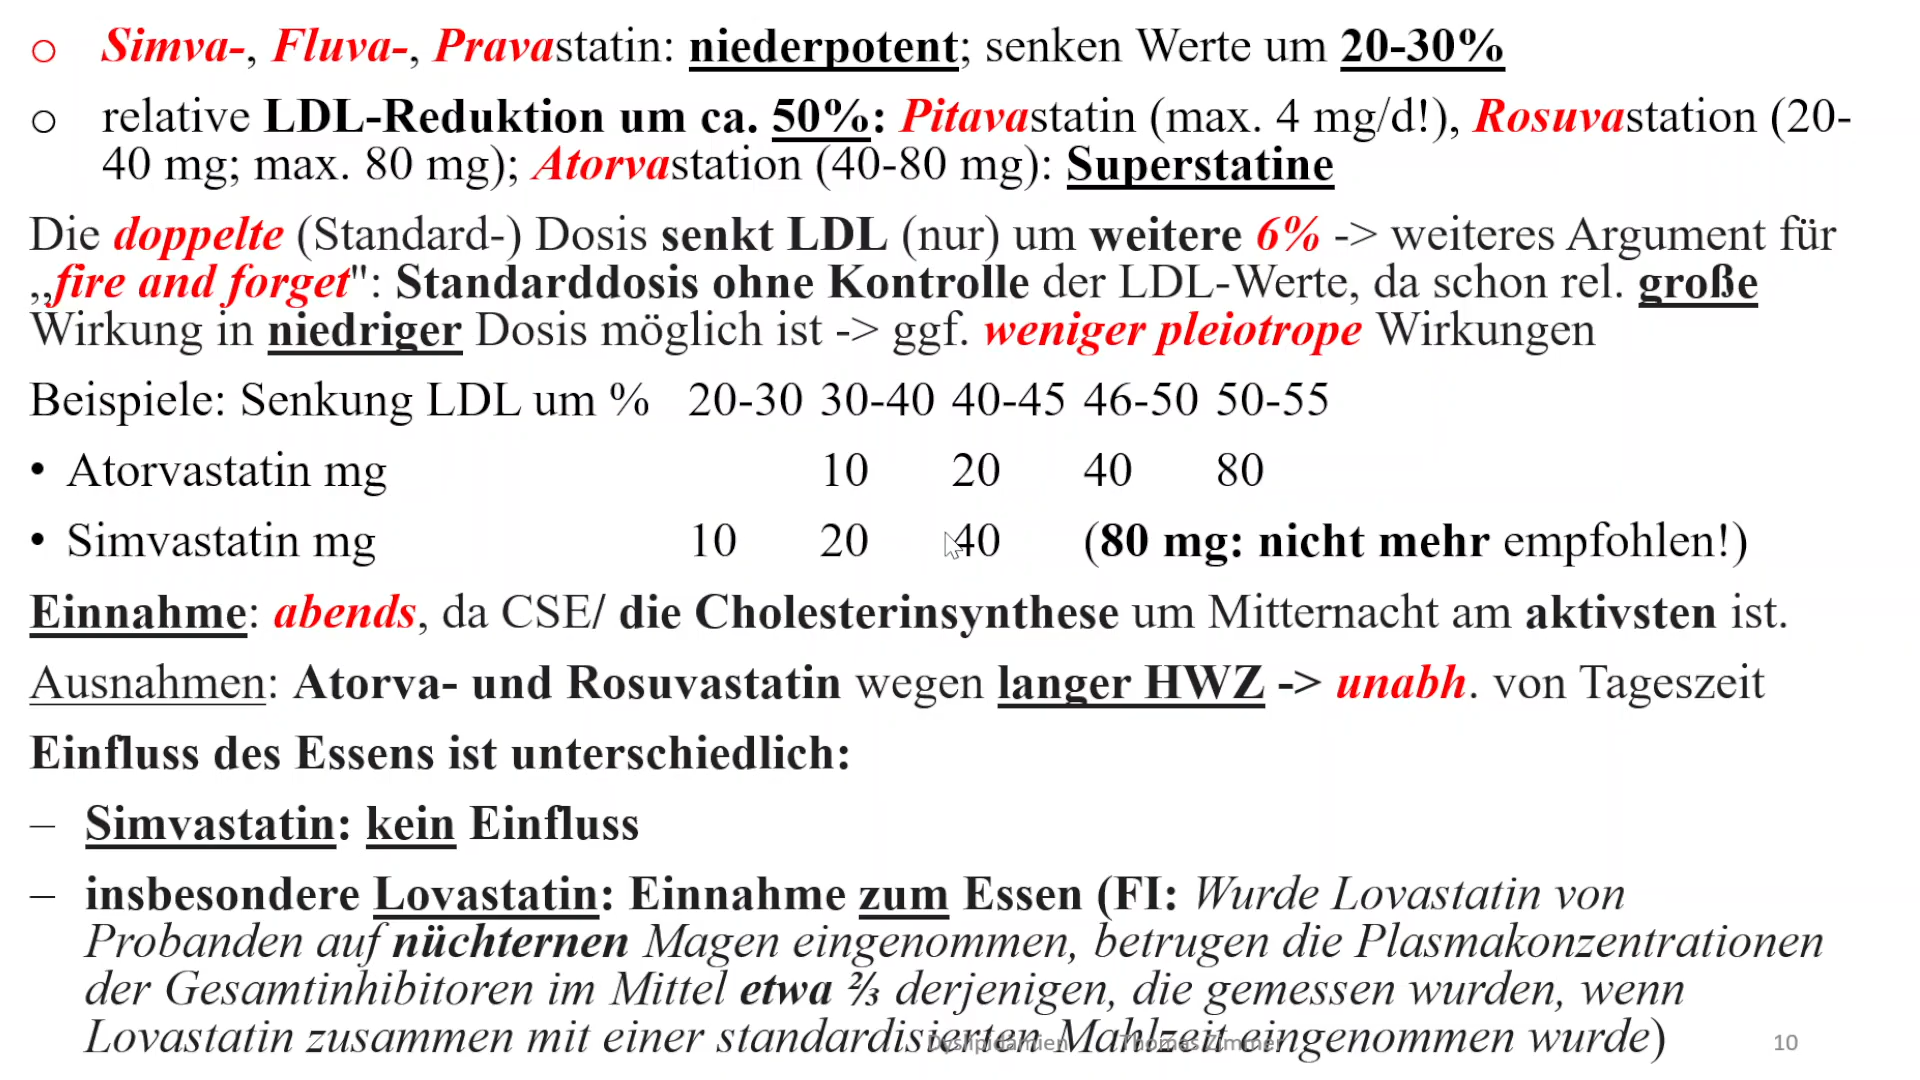 o Simva-, Fluva-, Pravastatin: niederpotent; senken Werte um 20-30%
o relative LDL-Reduktion um ca. 50%: Pitavastatin (max. 4 mg/d!), Rosuvastation (20-
40 mg; max. 80 mg); Atorvastation (40-80 mg): Superstatine
Die doppelte (Standard-) Dosis senkt LDL (nur) um weitere 6% -> weiteres Argument für
„fire and forget": Standarddosis ohne Kontrolle der LDL-Werte, da schon rel. große
Wirkung in niedriger Dosis möglich ist -> ggf. weniger pleiotrope Wirkungen
Beispiele: Senkung LDL um % 20-30 30-40 40-45 46-50 50-55
• Atorvastatin mg 10 20 40 80
• Simvastatin mg 10 20 40 (80 mg: nicht mehr empfohlen!)
Einnahme: abends, da CSE/ die Cholesterinsynthese um Mitternacht am aktivsten ist.
Ausnahmen: Atorva- und Rosuvastatin wegen langer HWZ -> unabh. von Tageszeit
Einfluss des Essens ist unterschiedlich:
– Simvastatin: kein Einfluss
– insbesondere Lovastatin: Einnahme zum Essen (FI: Wurde Lovastatin von
Probanden auf nüchternen Magen eingenommen, betrugen die Plasmakonzentrationen
der Gesamtinhibitoren im Mittel etwa ⅔ derjenigen, die gemessen wurden, wenn
Lovastatin zusammen mit einer standardisierten Mahlzeit eingenommen wurde)
Dyslipidämien Thomas Zimmer 10